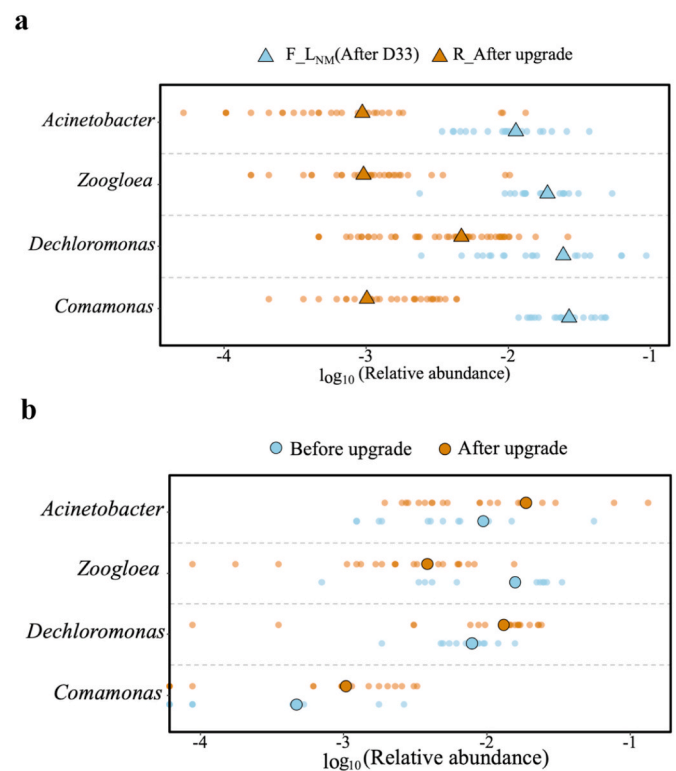 a
F_L_NM(After D33) R_After upgrade
Acinetobacter
Zoogloea
Dechloromonas
Comamonas
-4 -3 -2 -1
log₁₀ (Relative abundance)
b
Before upgrade After upgrade
Acinetobacter
Zoogloea
Dechloromonas
Comamonas
-4 -3 -2 -1
log₁₀(Relative abundance)